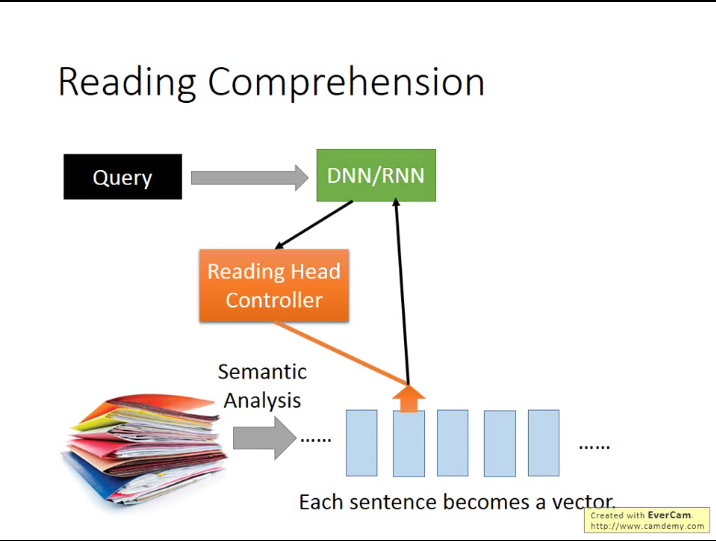 Reading Comprehension
Query
DNN/RNN
Reading Head
Controller
Semantic
Analysis
......
......
Each sentence becomes a vector.
Created with EverCam.
http://www.camdemy.com